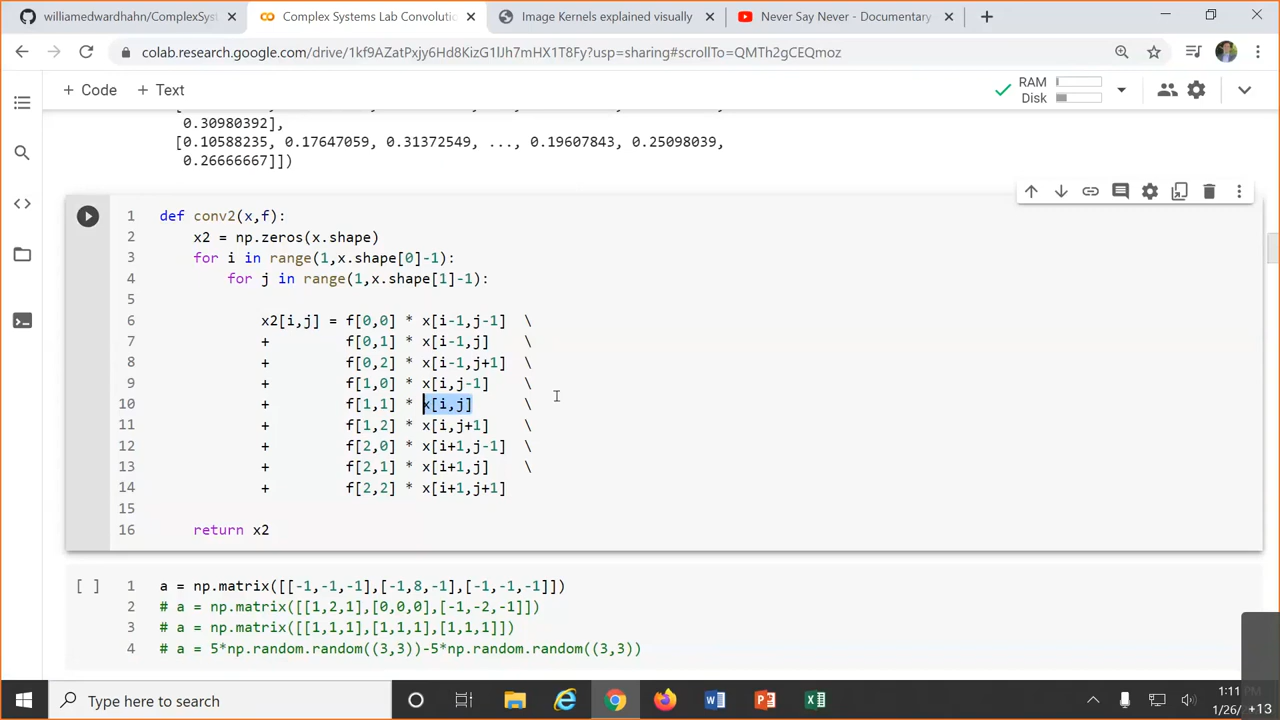 williamedwardhahn/ComplexSyst
Complex Systems Lab Convolutio
Image Kernels explained visually
Never Say Never - Documentary
colab.research.google.com/drive/1kf9AZatPxjy6Hd8KizG1lJh7mHX1T8Fy?usp=sharing#scrollTo=QMTh2gCEQmoz
+ Code + Text
RAM
Disk
0.30980392],
[0.10588235, 0.17647059, 0.31372549, ..., 0.19607843, 0.25098039,
0.26666667]])
1 def conv2(x,f):
2 x2 = np.zeros(x.shape)
3 for i in range(1,x.shape[0]-1):
4 for j in range(1,x.shape[1]-1):
5
6 x2[i,j] = f[0,0] * x[i-1,j-1] \
7 + f[0,1] * x[i-1,j] \
8 + f[0,2] * x[i-1,j+1] \
9 + f[1,0] * x[i,j-1] \
10 + f[1,1] * x[i,j] \
11 + f[1,2] * x[i,j+1] \
12 + f[2,0] * x[i+1,j-1] \
13 + f[2,1] * x[i+1,j] \
14 + f[2,2] * x[i+1,j+1]
15
16 return x2
[ ] 1 a = np.matrix([[-1,-1,-1],[-1,8,-1],[-1,-1,-1]])
2 # a = np.matrix([[1,2,1],[0,0,0],[-1,-2,-1]])
3 # a = np.matrix([[1,1,1],[1,1,1],[1,1,1]])
4 # a = 5*np.random.random((3,3))-5*np.random.random((3,3))
Type here to search
1:11
1/26/ +13